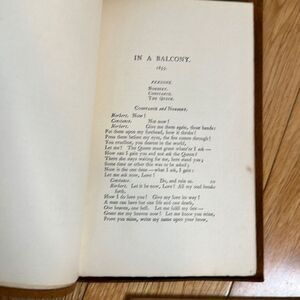 IN A BALCONY.
1855.
PERSONS.
NORBERT.
CONSTANCE.
THE QUEEN.
CONSTANCE and NORBERT.
Norbert. Now!
Constance. Not now!
Norbert. Give me them again, those hands:
Put them upon my forehead, how it throbs!
Press them before my eyes, the fire comes through!
You cruellest, you dearest in the world,
Let me! The Queen must grant whate'er I ask—
How can I gain you and not ask the Queen?
There she stays waiting for me, here stand you;
Some time or other this was to be asked;
Now is the one time—what I ask, I gain:
Let me ask now, Love!
Constance. Do, and ruin us. 10
Norbert. Let it be now, Love! All my soul breaks
forth.
How I do love you! Give my love its way!
A man can have but one life and one death,
One heaven, one hell. Let me fulfil my fate—
Grant me my heaven now! Let me know you mine,
Prove you mine, write my name upon your brow,